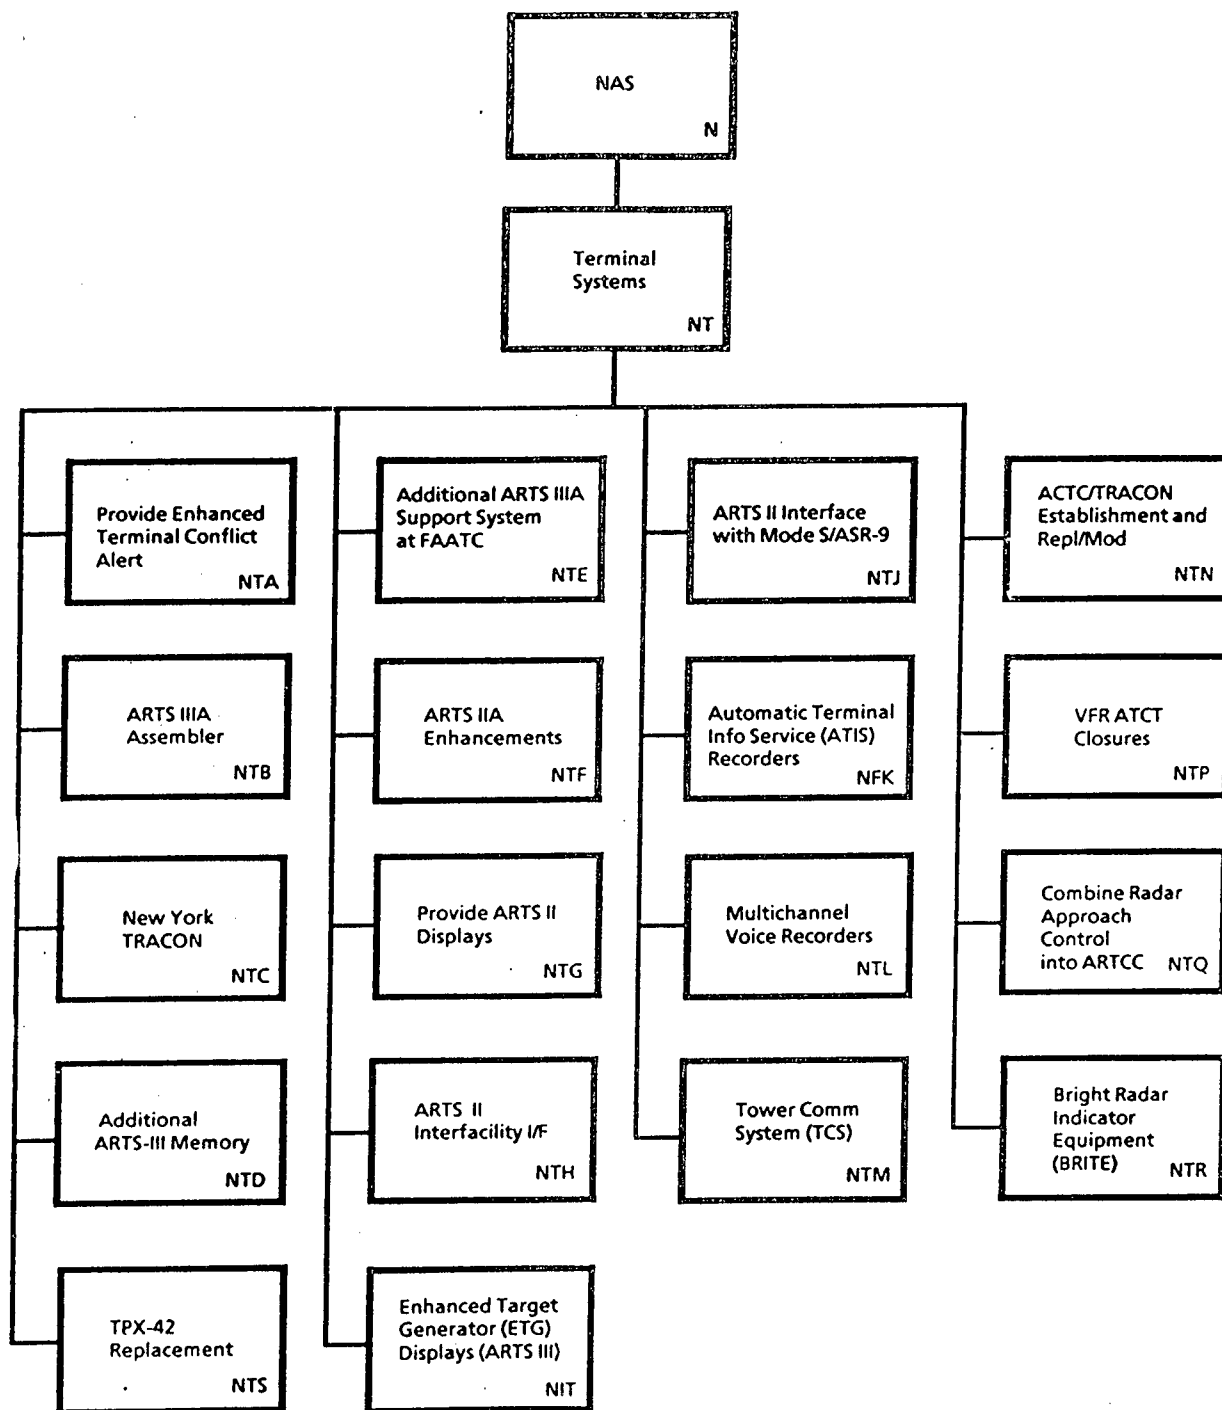 NAS
N
Terminal
Systems
NT
Provide Enhanced
Terminal Conflict
Alert
NTA
ARTS IIIA
Assembler
NTB
New York
TRACON
NTC
Additional
ARTS-III Memory
NTD
TPX-42
Replacement
NTS
Additional ARTS IIIA
Support System
at FAATC
NTE
ARTS IIA
Enhancements
NTF
Provide ARTS II
Displays
NTG
ARTS II
Interfacility I/F
NTH
Enhanced Target
Generator (ETG)
Displays (ARTS III)
NIT
ARTS II Interface
with Mode S/ASR-9
NTJ
Automatic Terminal
Info Service (ATIS)
Recorders
NFK
Multichannel
Voice Recorders
NTL
Tower Comm
System (TCS)
NTM
ACTC/TRACON
Establishment and
Repl/Mod
NTN
VFR ATCT
Closures
NTP
Combine Radar
Approach
Control
into ARTCC NTQ
Bright Radar
Indicator
Equipment
(BRITE) NTR